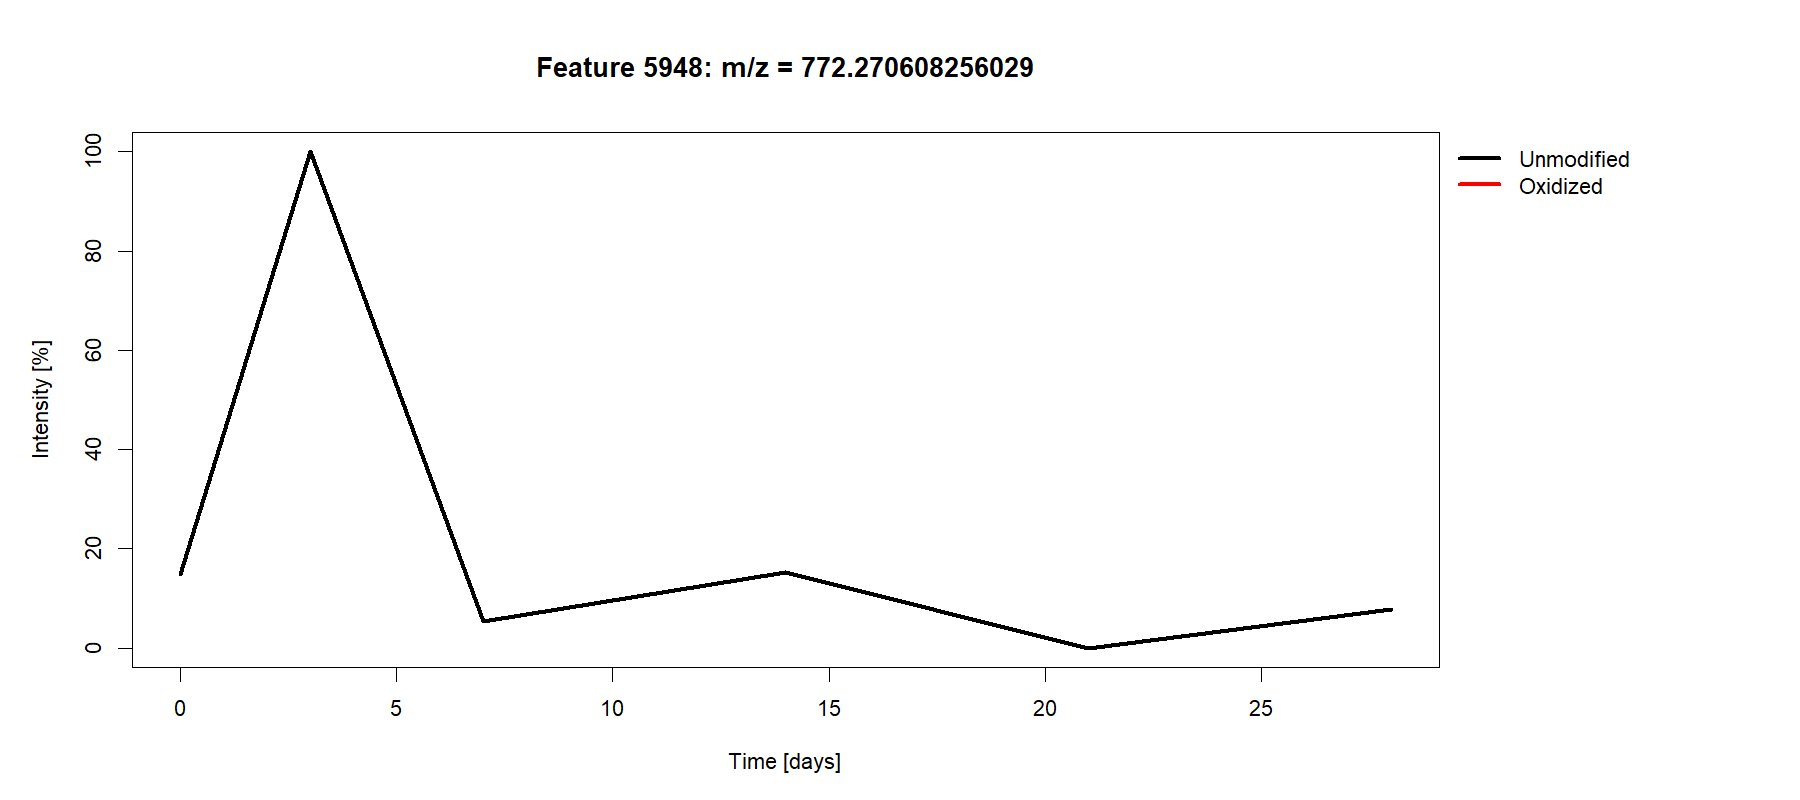 Feature 5948: m/z = 772.270608256029
Unmodified
Oxidized
Intensity [%]
100
80
60
40
20
0
0 5 10 15 20 25
Time [days]